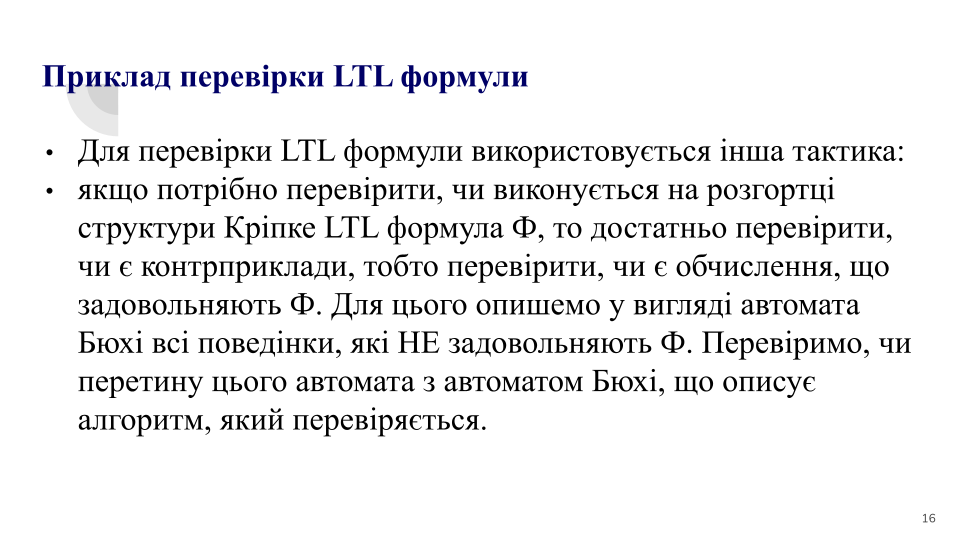 Приклад перевірки LTL формули
• Для перевірки LTL формули використовується інша тактика:
• якщо потрібно перевірити, чи виконується на розгортці
структури Кріпке LTL формула Ф, то достатньо перевірити,
чи є контрприклади, тобто перевірити, чи є обчислення, що
задовольняють Ф. Для цього опишемо у вигляді автомата
Бюхі всі поведінки, які НЕ задовольняють Ф. Перевіримо, чи
перетину цього автомата з автоматом Бюхі, що описує
алгоритм, який перевіряється.
16